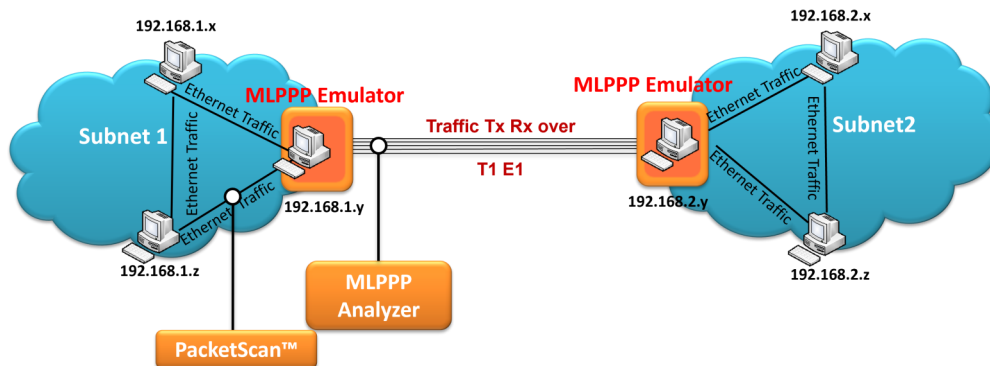 192.168.1.x
192.168.2.x
MLPPP Emulator
MLPPP Emulator
Ethernet Traffic
Ethernet Traffic
Subnet 1
Traffic Tx Rx over
Subnet2
Ethernet Traffic
Ethernet Traffic
T1 E1
Ethernet Traffic
Ethernet Traffic
192.168.1.y
192.168.2.y
192.168.1.z
192.168.2.z
MLPPP
Analyzer
PacketScan™